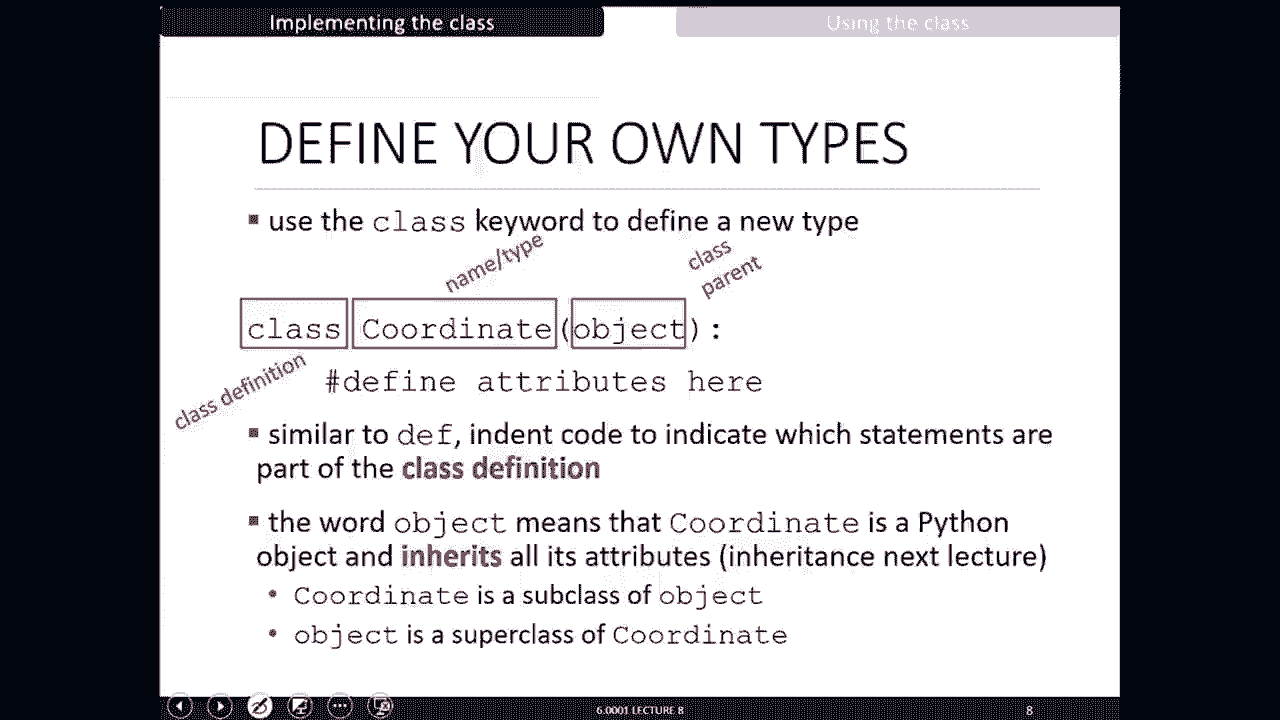 Implementing the class
Using the class
DEFINE YOUR OWN TYPES
▪ use the class keyword to define a new type
name/type
class
parent
class Coordinate(object):
class definition
#define attributes here
▪ similar to def, indent code to indicate which statements are
part of the class definition
▪ the word object means that Coordinate is a Python
object and inherits all its attributes (inheritance next lecture)
• Coordinate is a subclass of object
• object is a superclass of Coordinate
6.0001 LECTURE 8
8